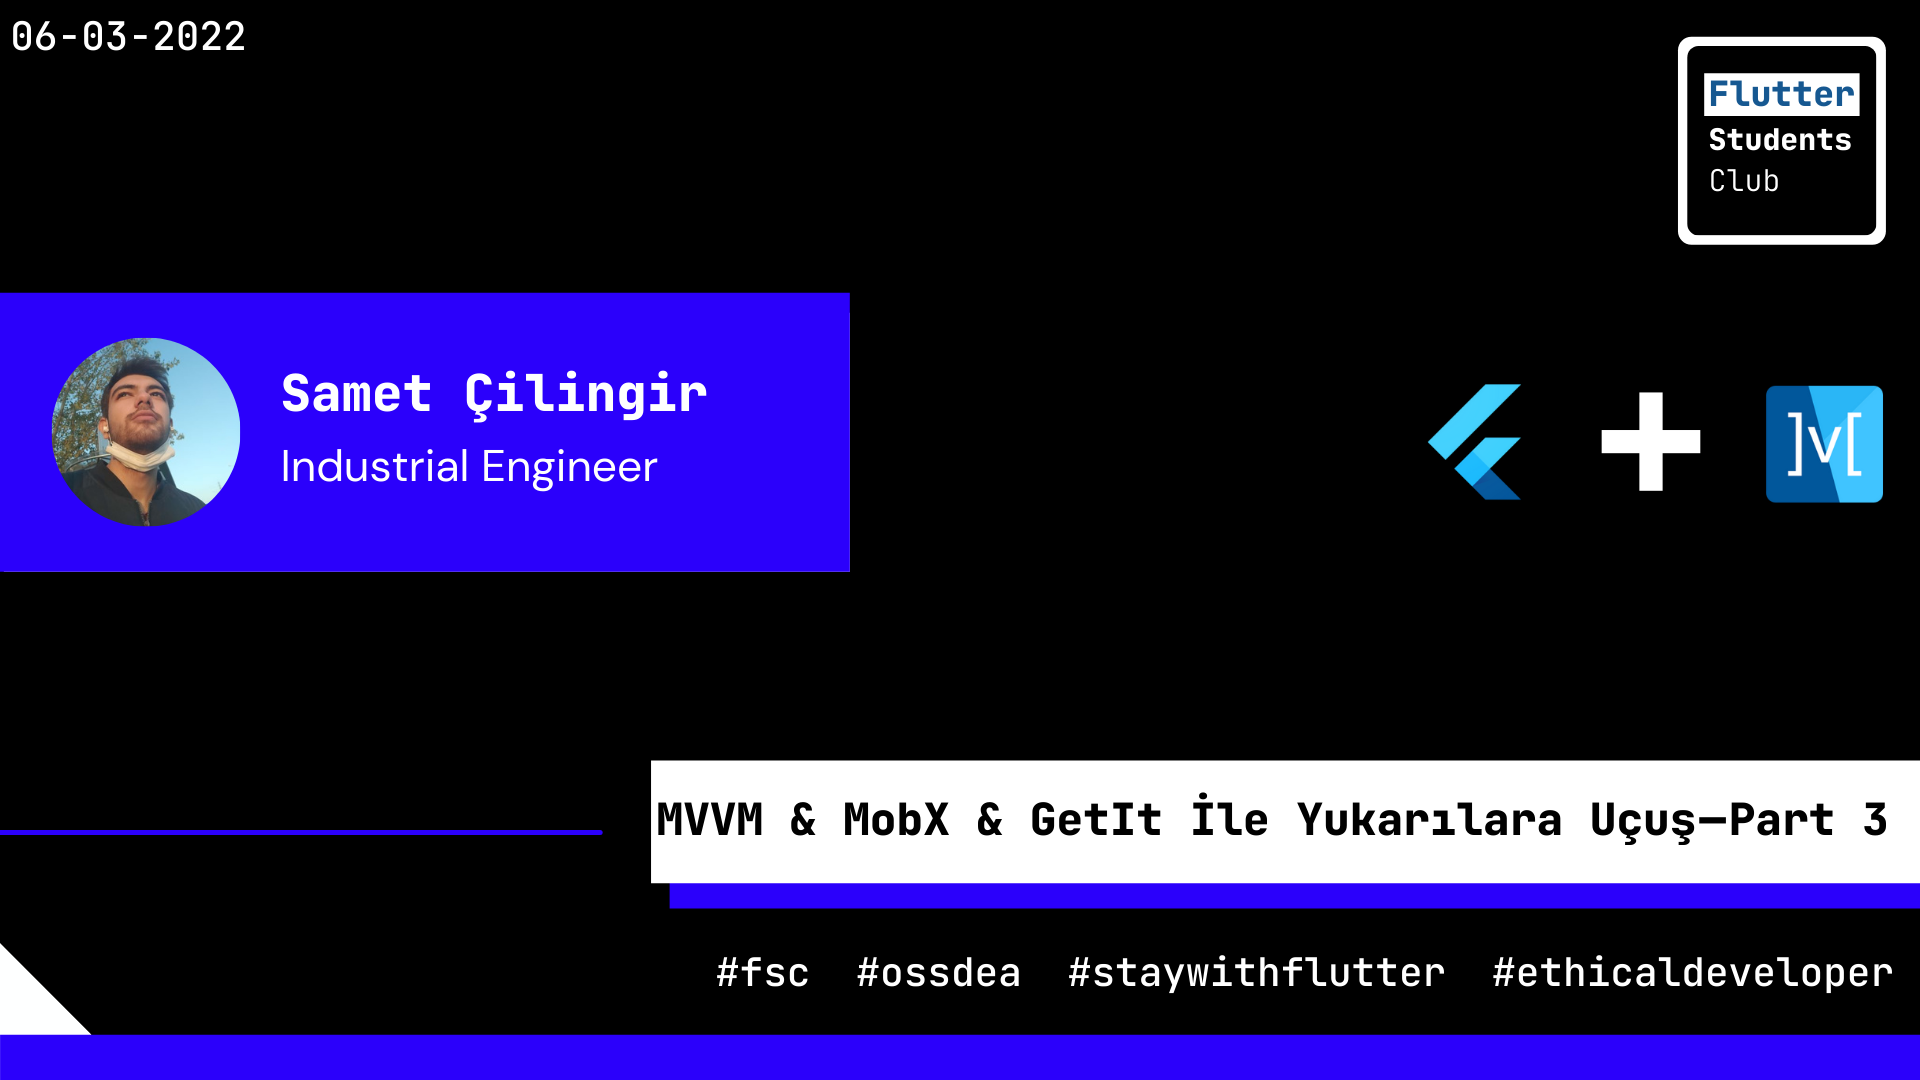 06-03-2022
Flutter
Students
Club
Samet Çilingir
Industrial Engineer
]v[
MVVM & MobX & GetIt İle Yukarılara Uçuş—Part 3
#fsc #ossdea #staywithflutter #ethicaldeveloper